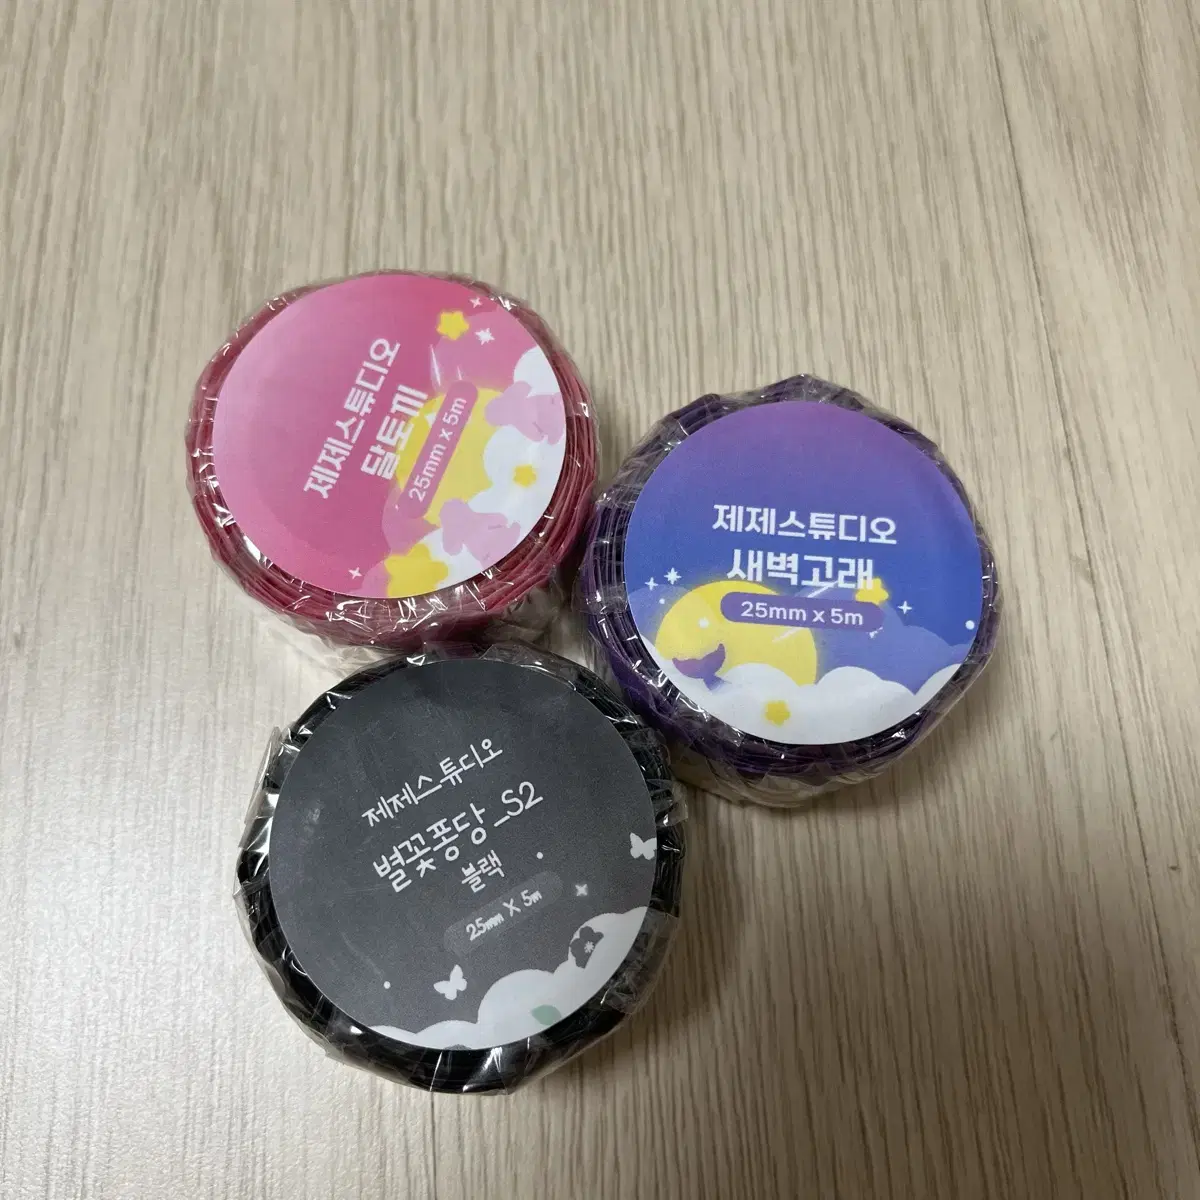 제제스튜디오
달토끼
25mm x 5m
제제스튜디오
새벽고래
25mm x 5m
제제스튜디오
별꽃퐁당_S2
블랙
25mm X 5m